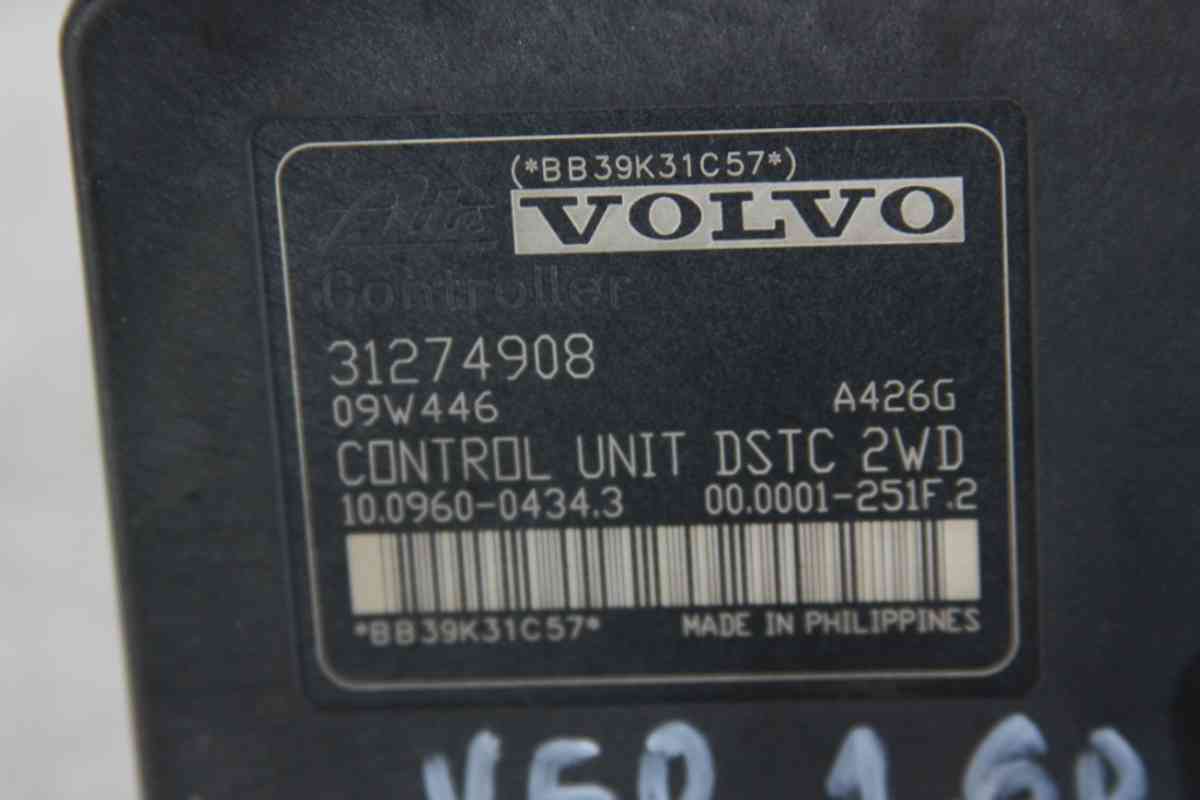 (*BB39K31C57*)
Ate VOLVO
Controller
31274908
09W446 A426G
CONTROL UNIT DSTC 2WD
10.0960-0434.3 00.0001-251F.2
*BB39K31C57* MADE IN PHILIPPINES